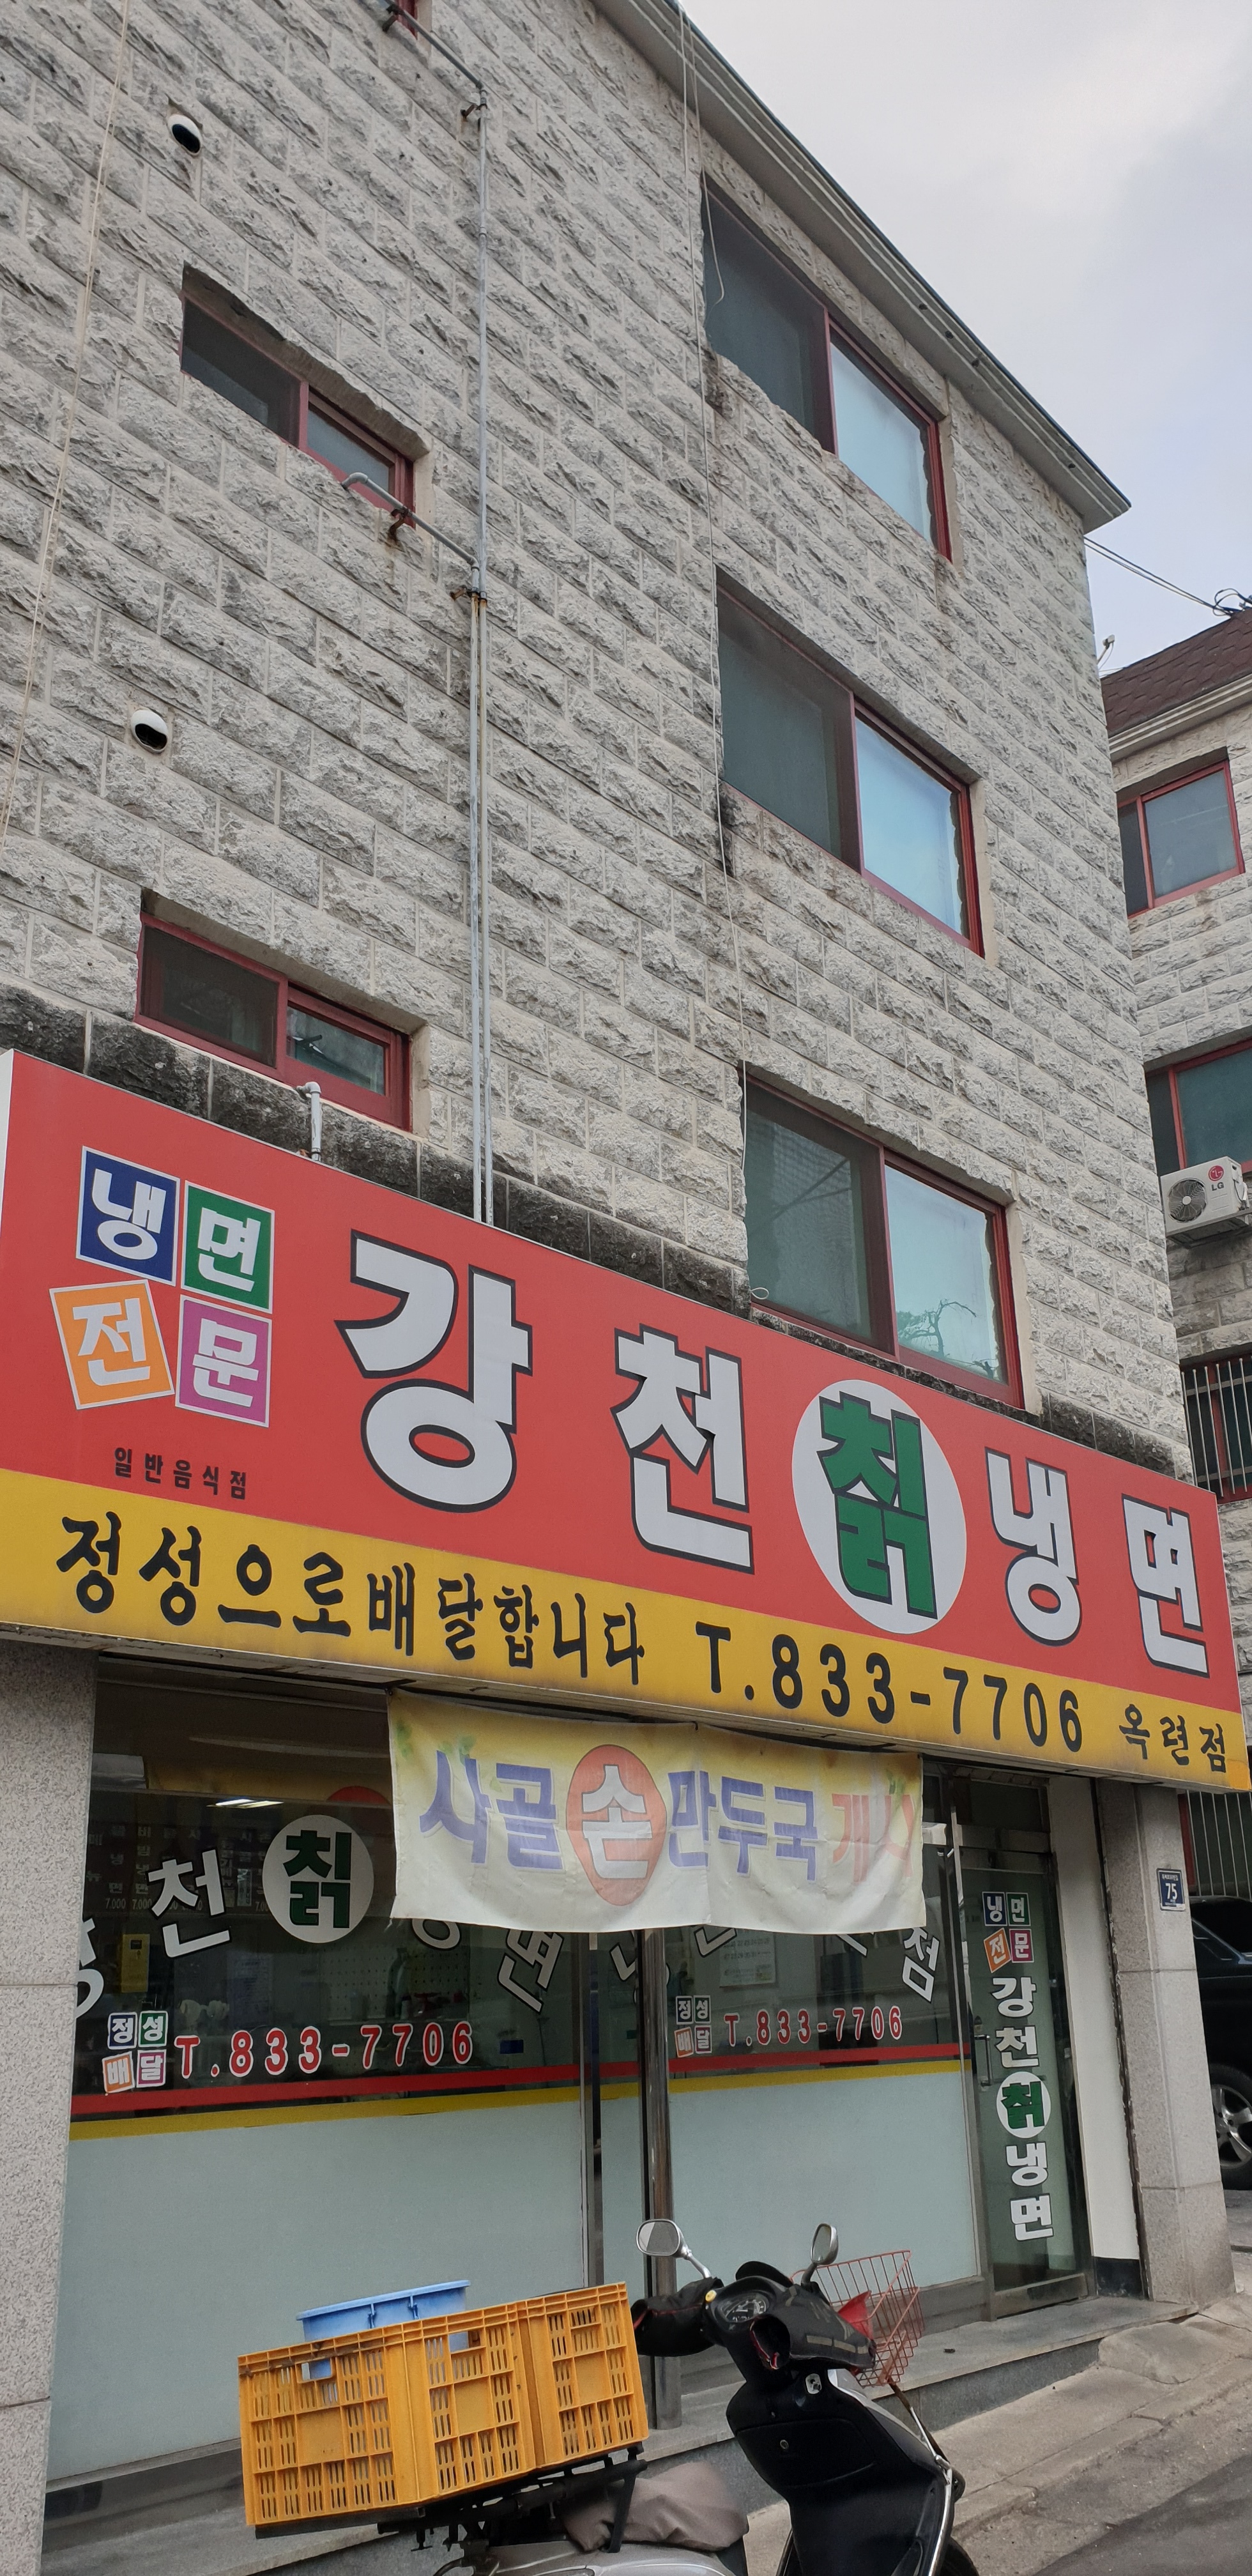 냉면
전문
일반음식점
강천칡냉면
정성으로배달합니다 T.833-7706 옥련점
사골손만두국개시
천칡
면
점
정성
배달
T.833-7706
정성
배달
T.833-7706
냉면
전문
강천칡냉면
75
LG